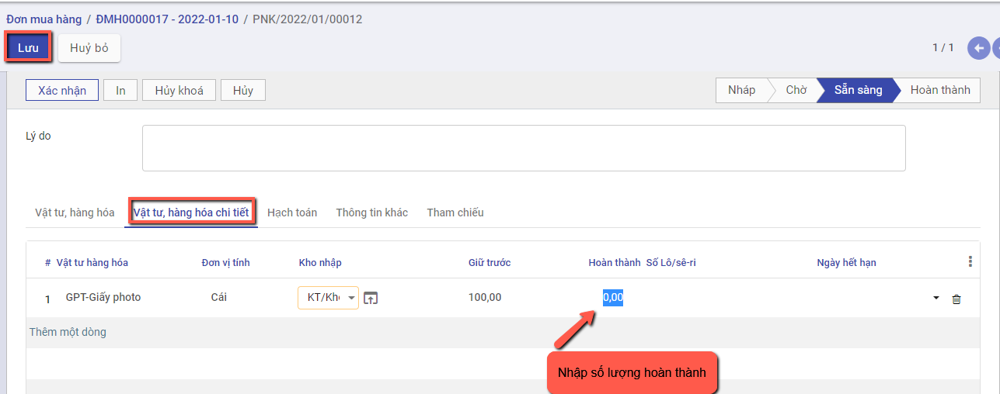 Đơn mua hàng / ĐMH0000017 - 2022-01-10 / PNK/2022/01/00012
Lưu Huỷ bỏ 1 / 1
Xác nhận In Hủy khoá Hủy Nháp Chờ Sẵn sàng Hoàn thành
Lý do
Vật tư, hàng hóa Vật tư, hàng hóa chi tiết Hạch toán Thông tin khác Tham chiếu
# Vật tư hàng hóa Đơn vị tính Kho nhập Giữ trước Hoàn thành Số Lô/sê-ri Ngày hết hạn
1 GPT-Giấy photo Cái KT/Kho 100,00 0,00
Thêm một dòng
Nhập số lượng hoàn thành